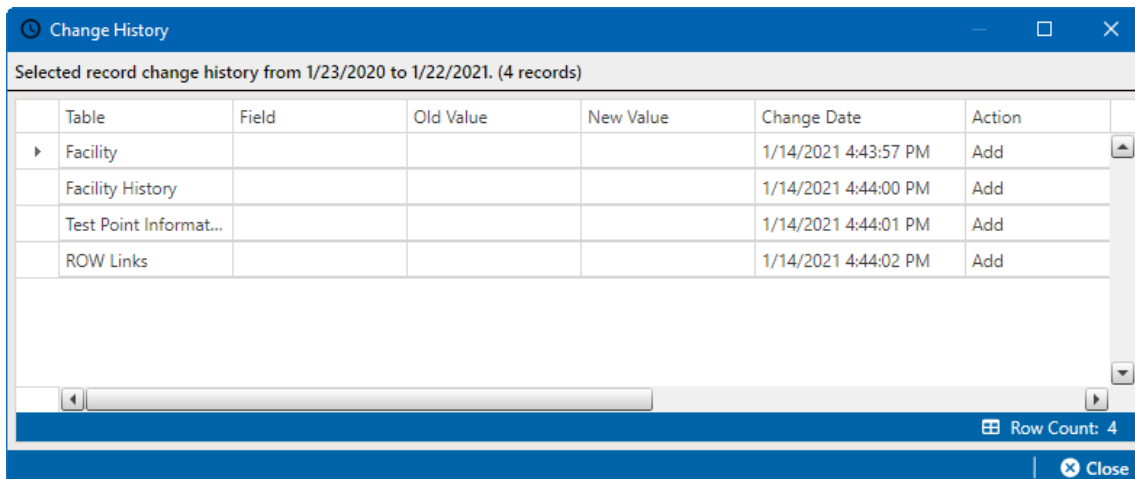 Change History
Selected record change history from 1/23/2020 to 1/22/2021. (4 records)
Table Field Old Value New Value Change Date Action
Facility 1/14/2021 4:43:57 PM Add
Facility History 1/14/2021 4:44:00 PM Add
Test Point Informat... 1/14/2021 4:44:01 PM Add
ROW Links 1/14/2021 4:44:02 PM Add
Row Count: 4
Close